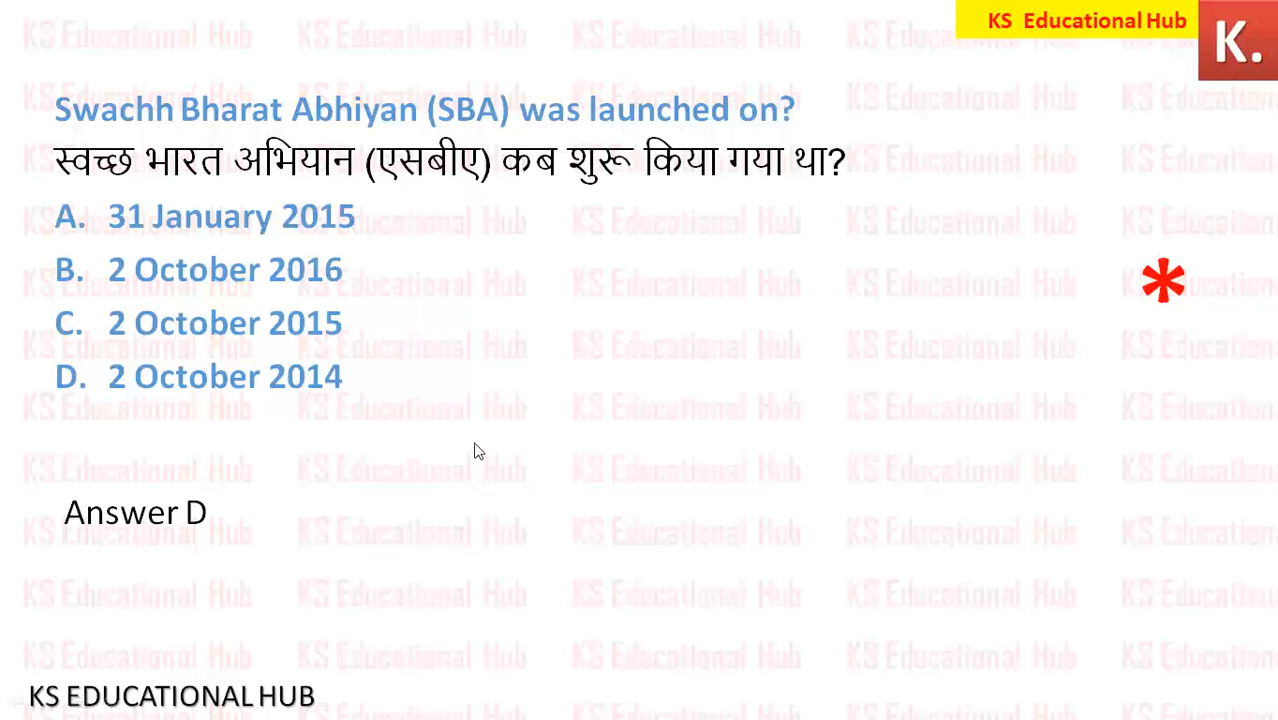 KS Educational Hub
K.
Swachh Bharat Abhiyan (SBA) was launched on?
स्वच्छ भारत अभियान (एसबीए) कब शुरू किया गया था?
A. 31 January 2015
B. 2 October 2016
C. 2 October 2015
D. 2 October 2014
*
Answer D
KS EDUCATIONAL HUB